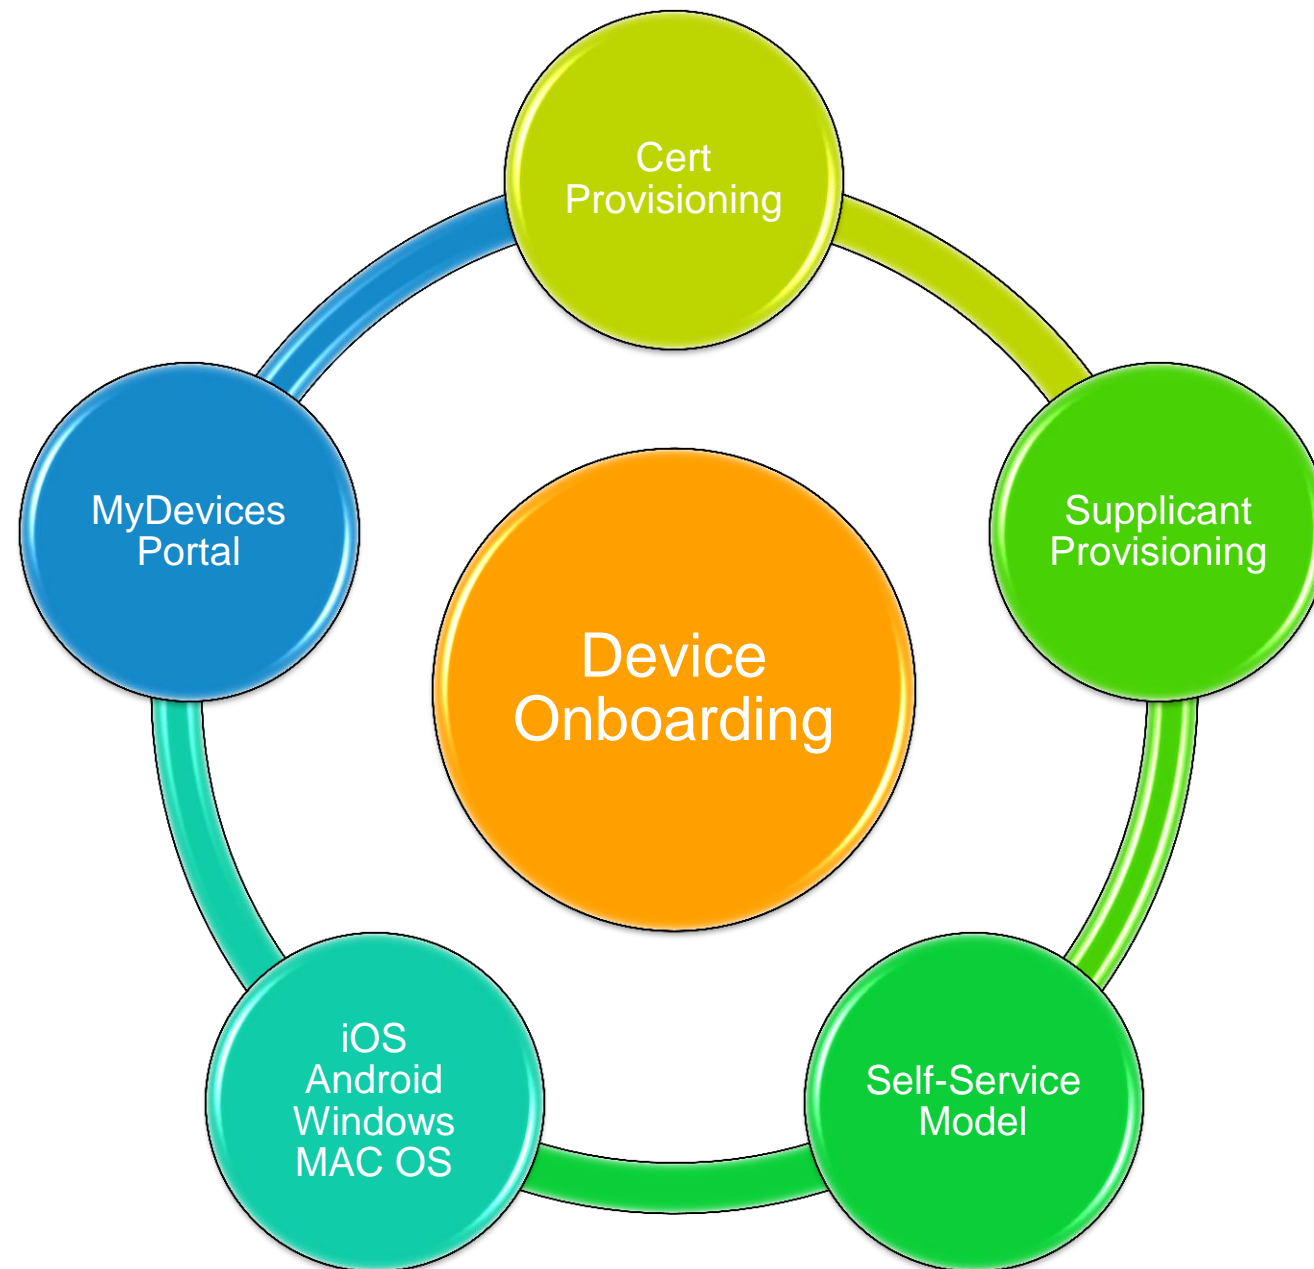 Cert
Provisioning
MyDevices
Portal
Supplicant
Provisioning
Device
Onboarding
iOS
Android
Windows
MAC OS
Self-Service
Model